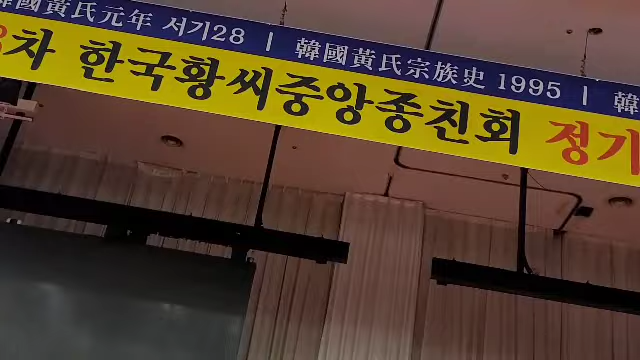 韓國黃氏元年 서기28 | 韓國黃氏宗族史 1995 | 韓
차 한국황씨중앙종친회 정기